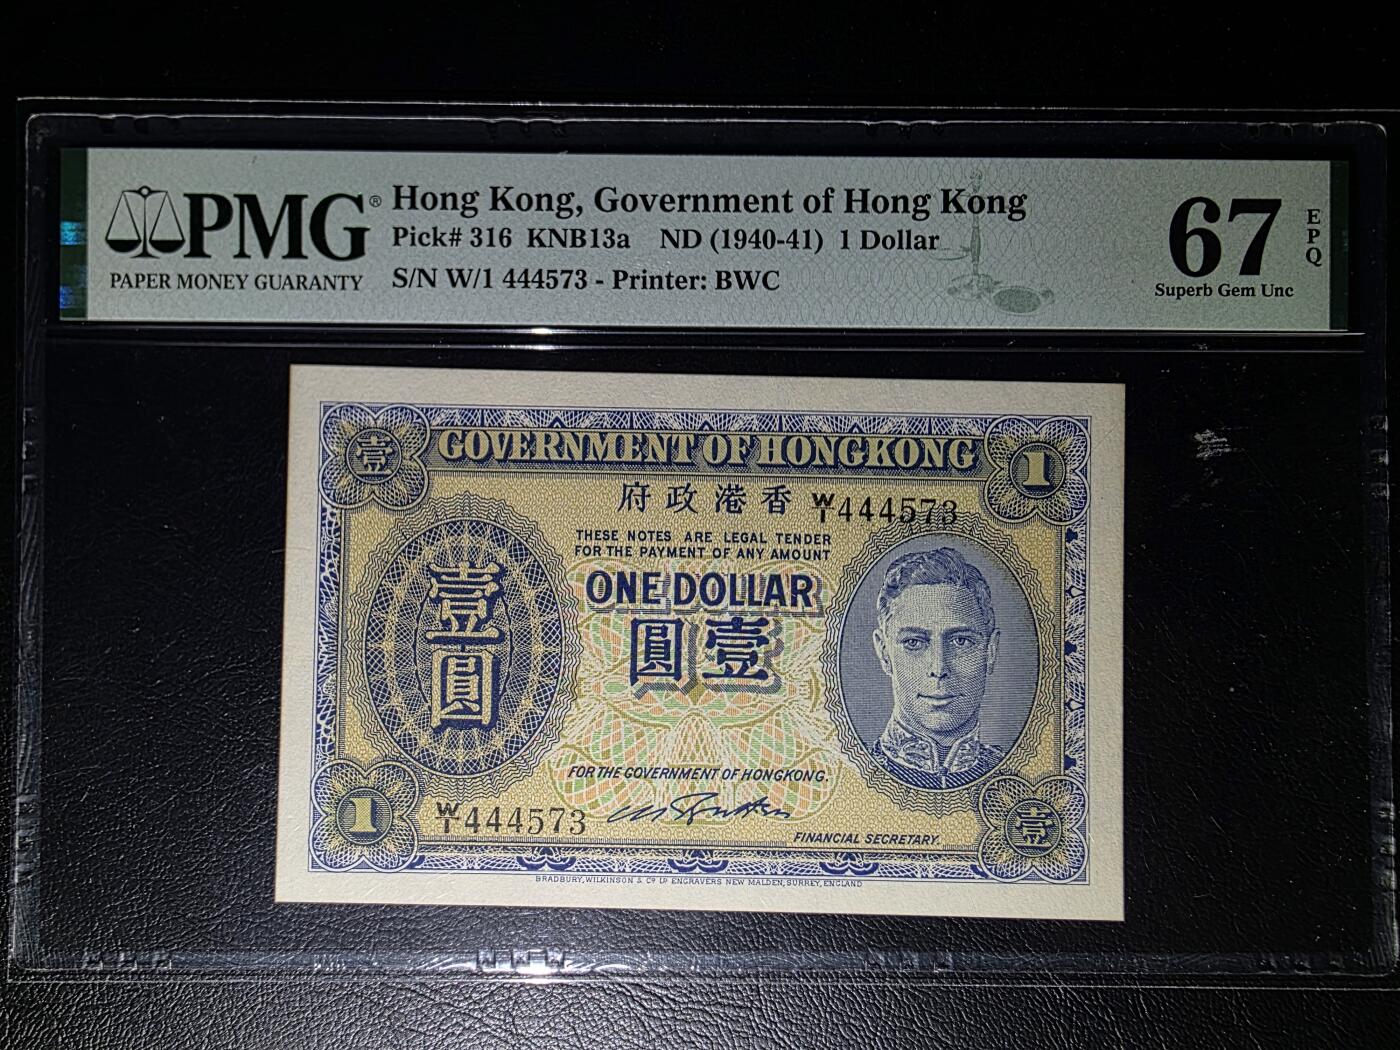 PMG®
PAPER MONEY GUARANTY
Hong Kong, Government of Hong Kong
Pick# 316 KNB13a ND (1940-41) 1 Dollar
S/N W/1 444573 - Printer: BWC
67
EPQ
Superb Gem Unc
壹
GOVERNMENT OF HONGKONG
1
府政港香
W/1 444573
THESE NOTES ARE LEGAL TENDER
FOR THE PAYMENT OF ANY AMOUNT
ONE DOLLAR
圓壹
壹圓
FOR THE GOVERNMENT OF HONGKONG.
1
W/1 444573
FINANCIAL SECRETARY.
壹
BRADBURY, WILKINSON & Co Ld ENGRAVERS NEW MALDEN, SURREY, ENGLAND